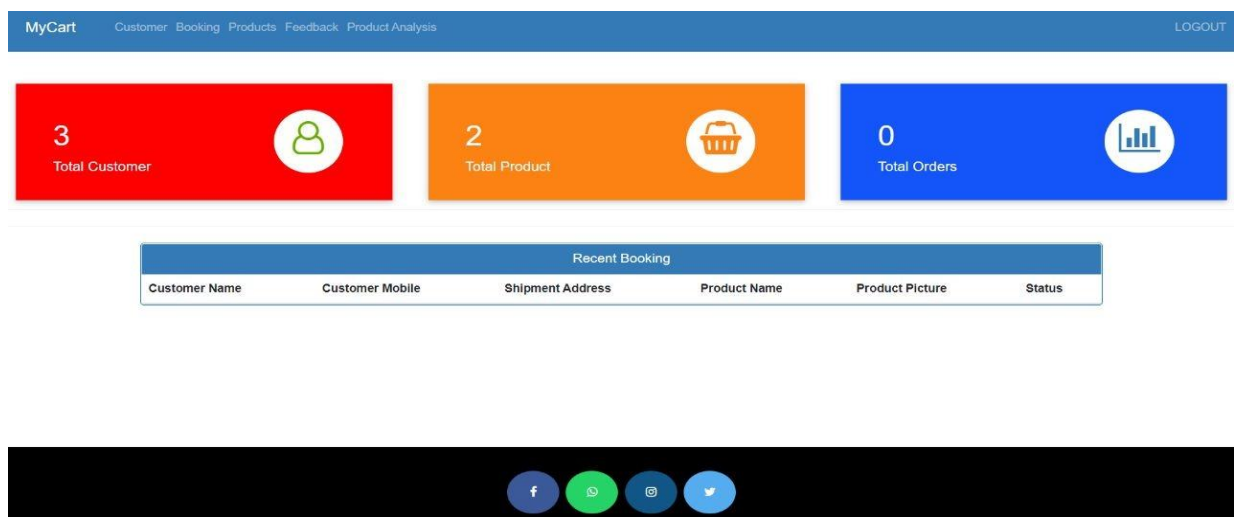 MyCart Customer Booking Products Feedback Product Analysis LOGOUT
3
Total Customer
2
Total Product
0
Total Orders
Recent Booking
Customer Name Customer Mobile Shipment Address Product Name Product Picture Status